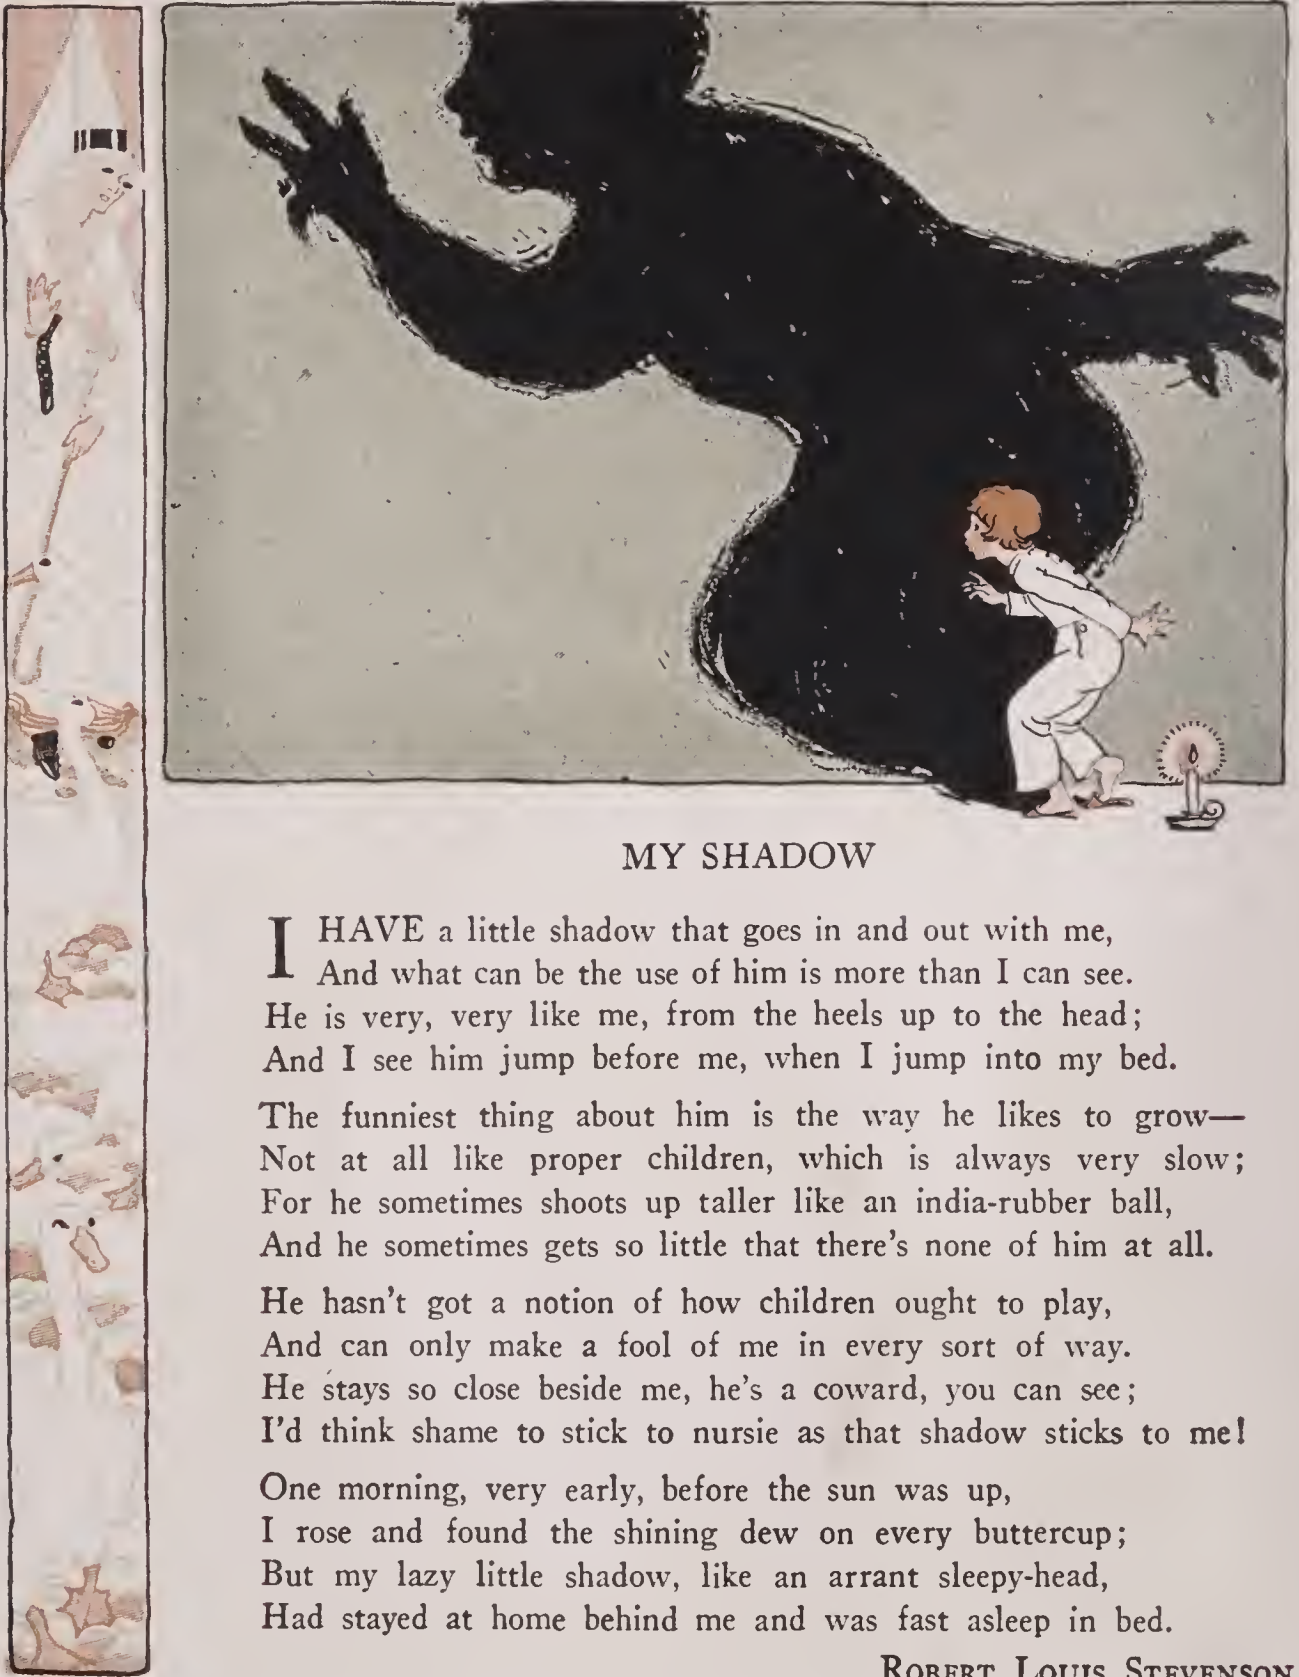 MY SHADOW
I HAVE a little shadow that goes in and out with me,
And what can be the use of him is more than I can see.
He is very, very like me, from the heels up to the head;
And I see him jump before me, when I jump into my bed.
The funniest thing about him is the way he likes to grow—
Not at all like proper children, which is always very slow;
For he sometimes shoots up taller like an india-rubber ball,
And he sometimes gets so little that there's none of him at all.
He hasn't got a notion of how children ought to play,
And can only make a fool of me in every sort of way.
He stays so close beside me, he's a coward, you can see;
I'd think shame to stick to nursie as that shadow sticks to me!
One morning, very early, before the sun was up,
I rose and found the shining dew on every buttercup;
But my lazy little shadow, like an arrant sleepy-head,
Had stayed at home behind me and was fast asleep in bed.
ROBERT LOUIS STEVENSON